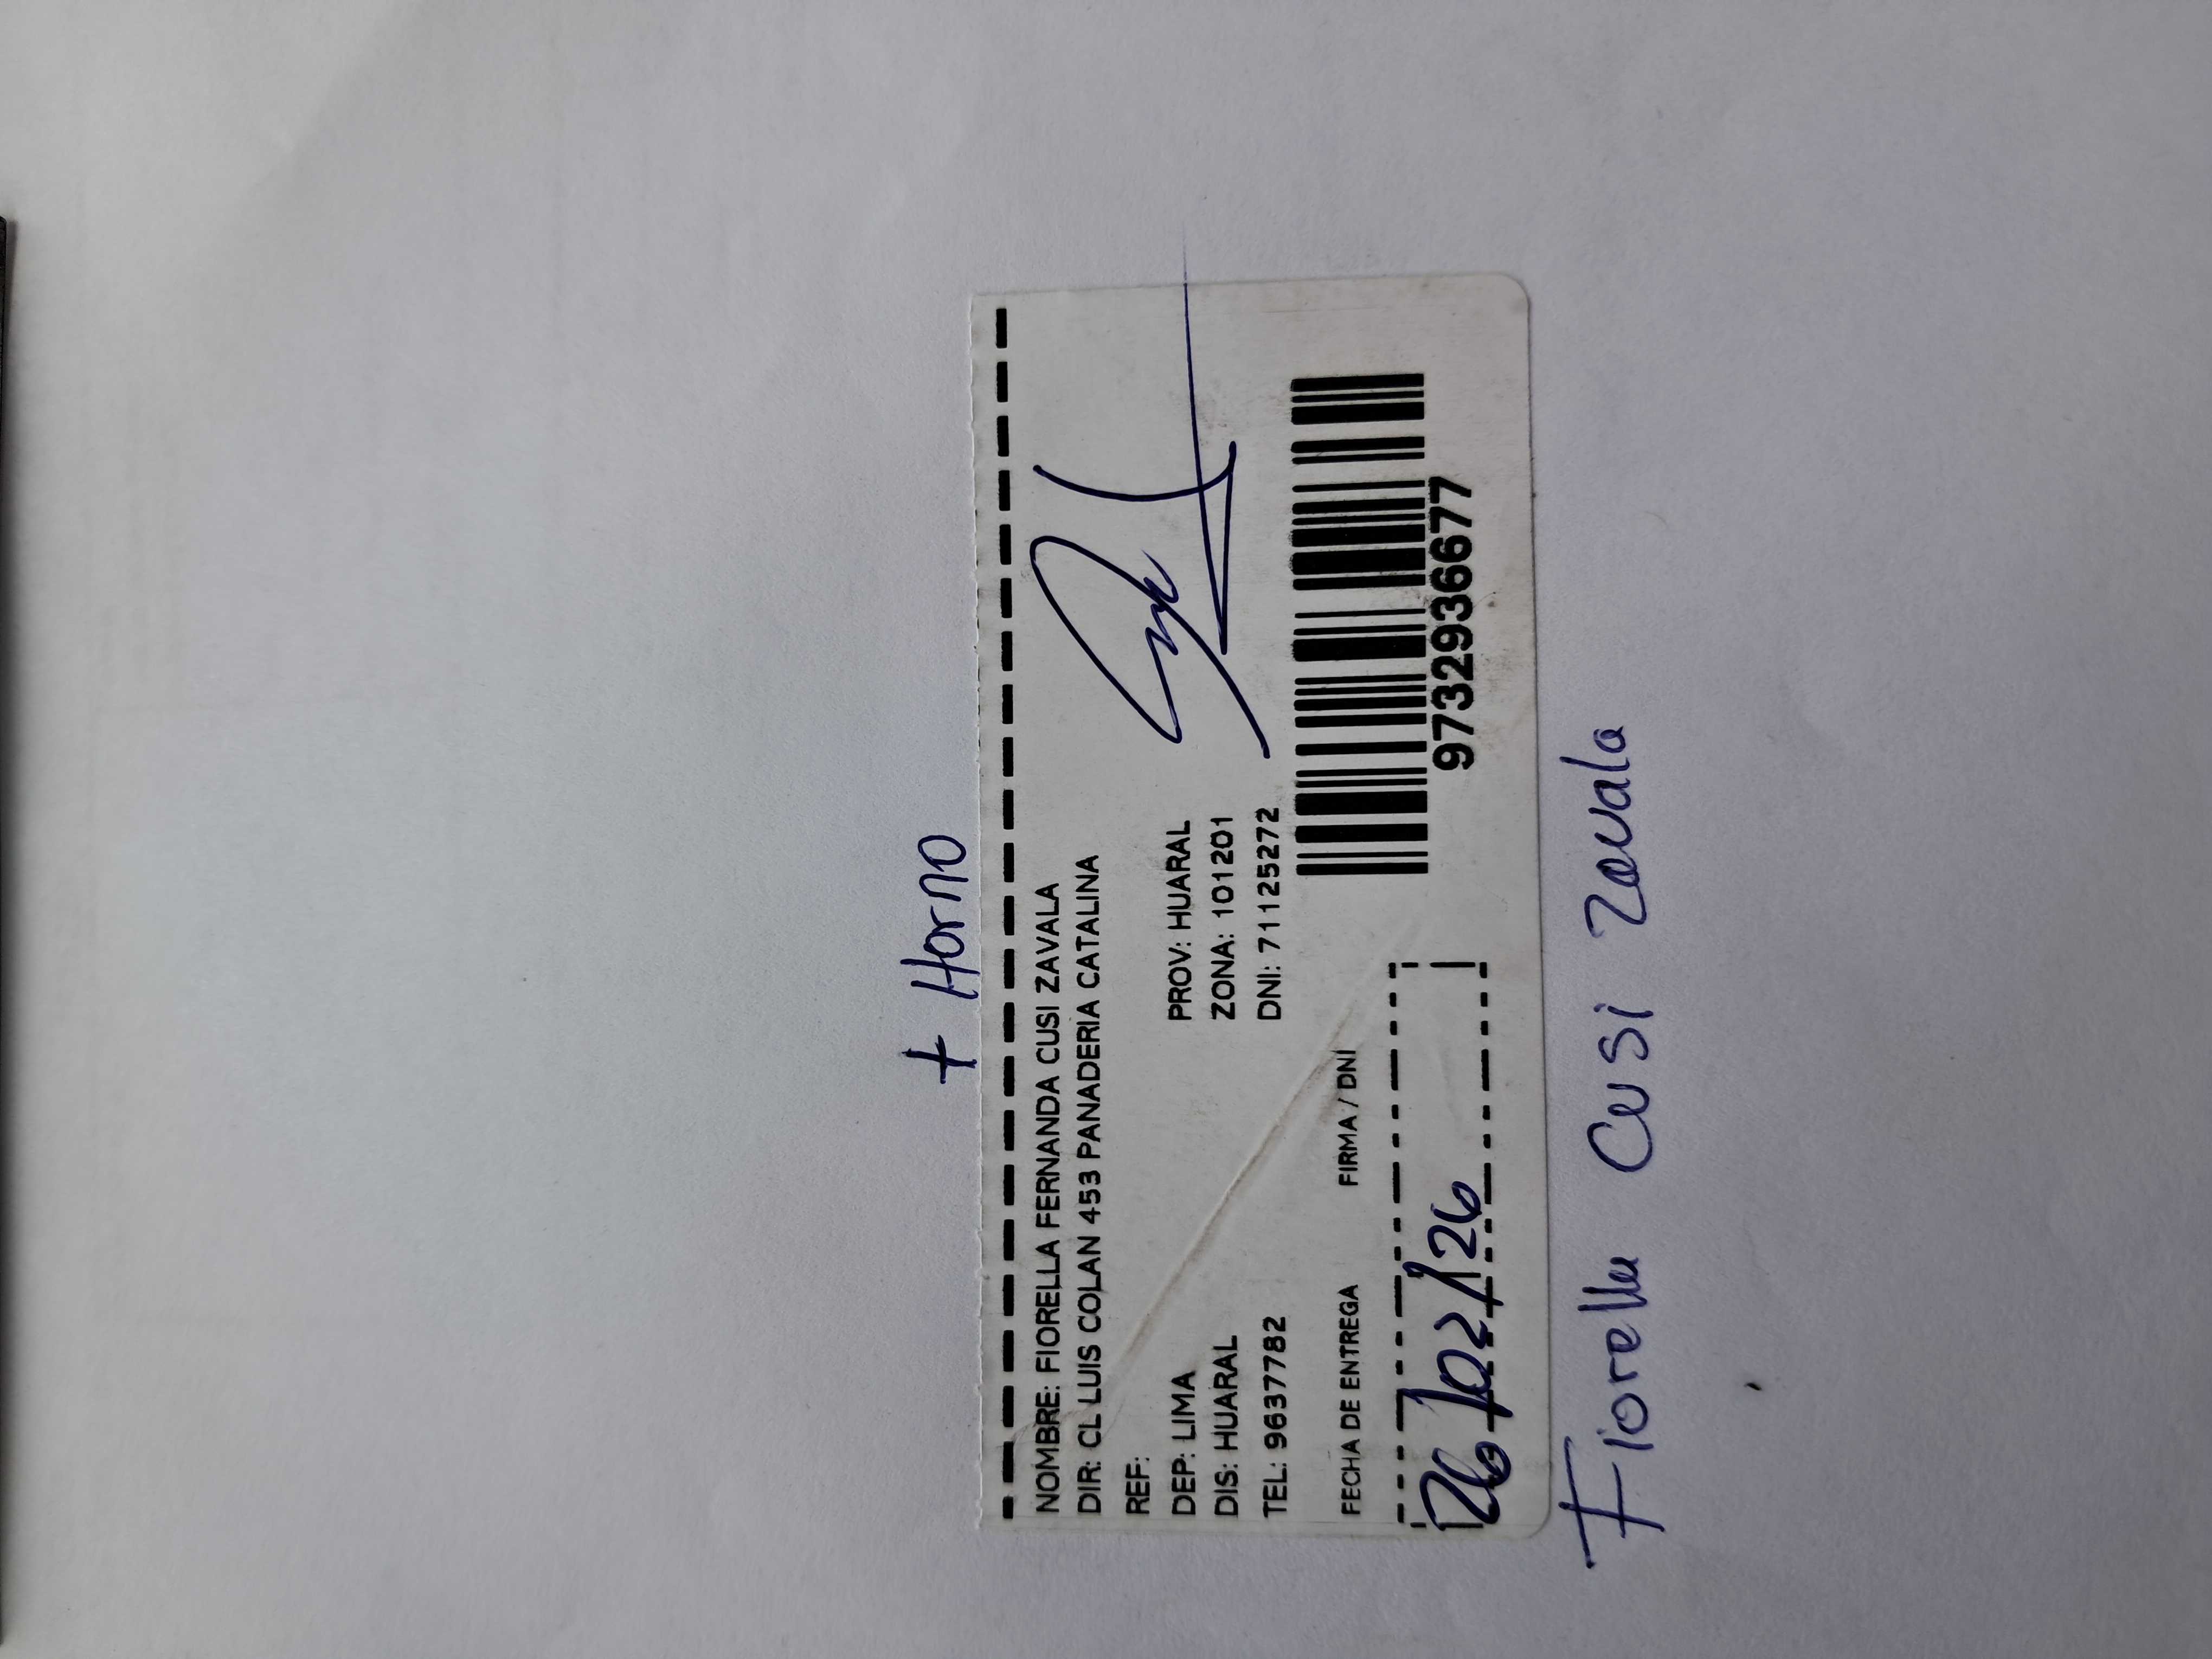 + Horno
NOMBRE: FIORELLA FERNANDA CUSI ZAVALA
DIR: CL LUIS COLAN 453 PANADERIA CATALINA
REF:
DEP: LIMA PROV: HUARAL
DIS: HUARAL ZONA: 101201
TEL: 9637782 DNI: 71125272
FECHA DE ENTREGA FIRMA / DNI
26/02/26
9732936677
Fiorella Cusi Zavala